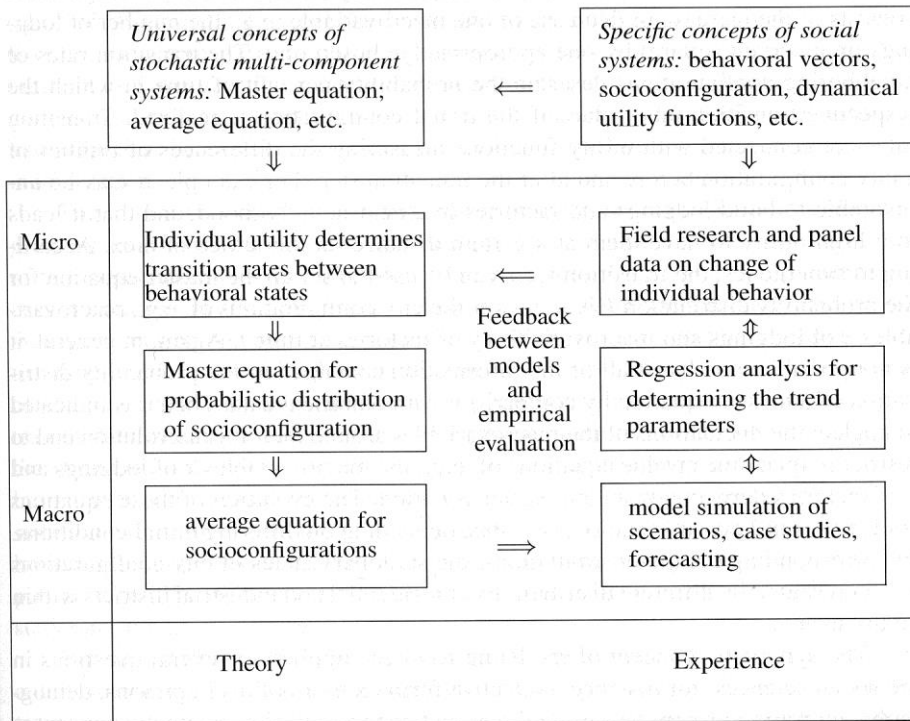 Universal concepts of
stochastic multi-component
systems: Master equation;
average equation, etc.
⇐
Specific concepts of social
systems: behavioral vectors,
socioconfiguration, dynamical
utility functions, etc.
⇓
⇓
Micro
Individual utility determines
transition rates between
behavioral states
⇐
Field research and panel
data on change of
individual behavior
⇓
⇕
Feedback
between
models
and
empirical
evaluation
Master equation for
probabilistic distribution
of socioconfiguration
Regression analysis for
determining the trend
parameters
⇓
⇕
Macro
average equation for
socioconfigurations
⇒
model simulation of
scenarios, case studies,
forecasting
Theory
Experience